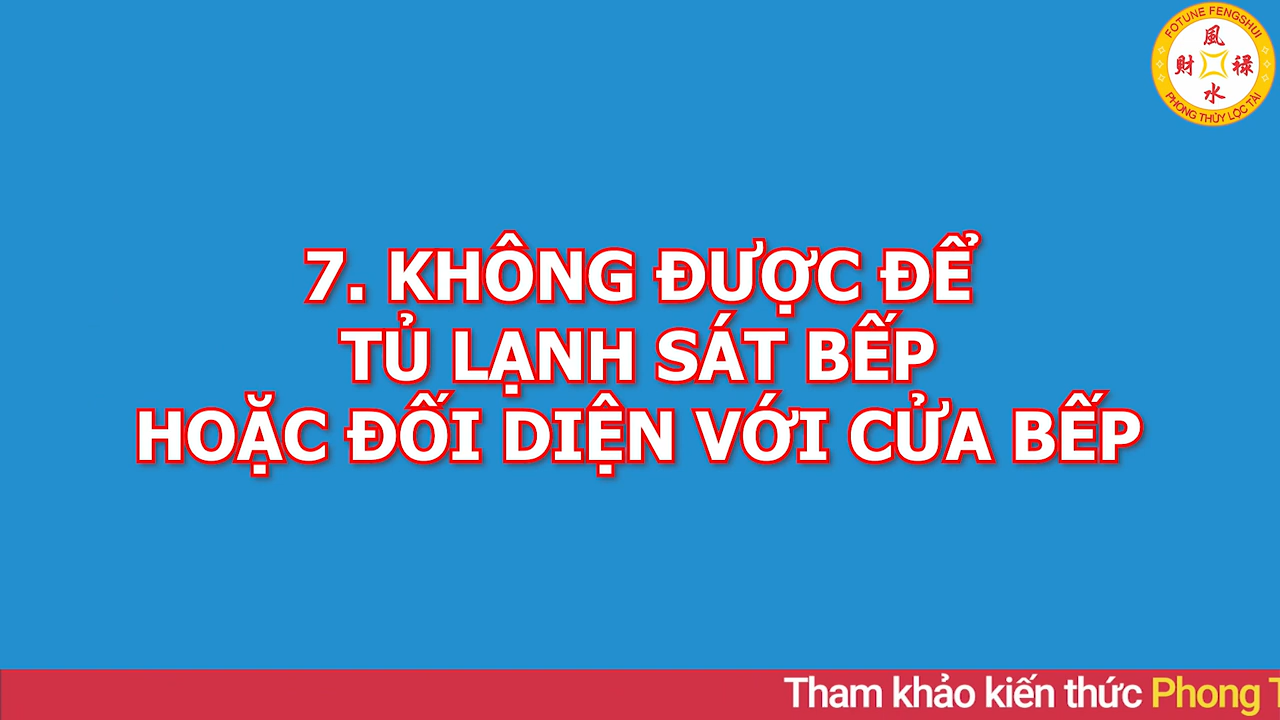 FOTUNE FENGSHUI
風
財 禄
水
PHONG THỦY LỘC TÀI
7. KHÔNG ĐƯỢC ĐỂ
TỦ LẠNH SÁT BẾP
HOẶC ĐỐI DIỆN VỚI CỬA BẾP
Tham khảo kiến thức Phong T